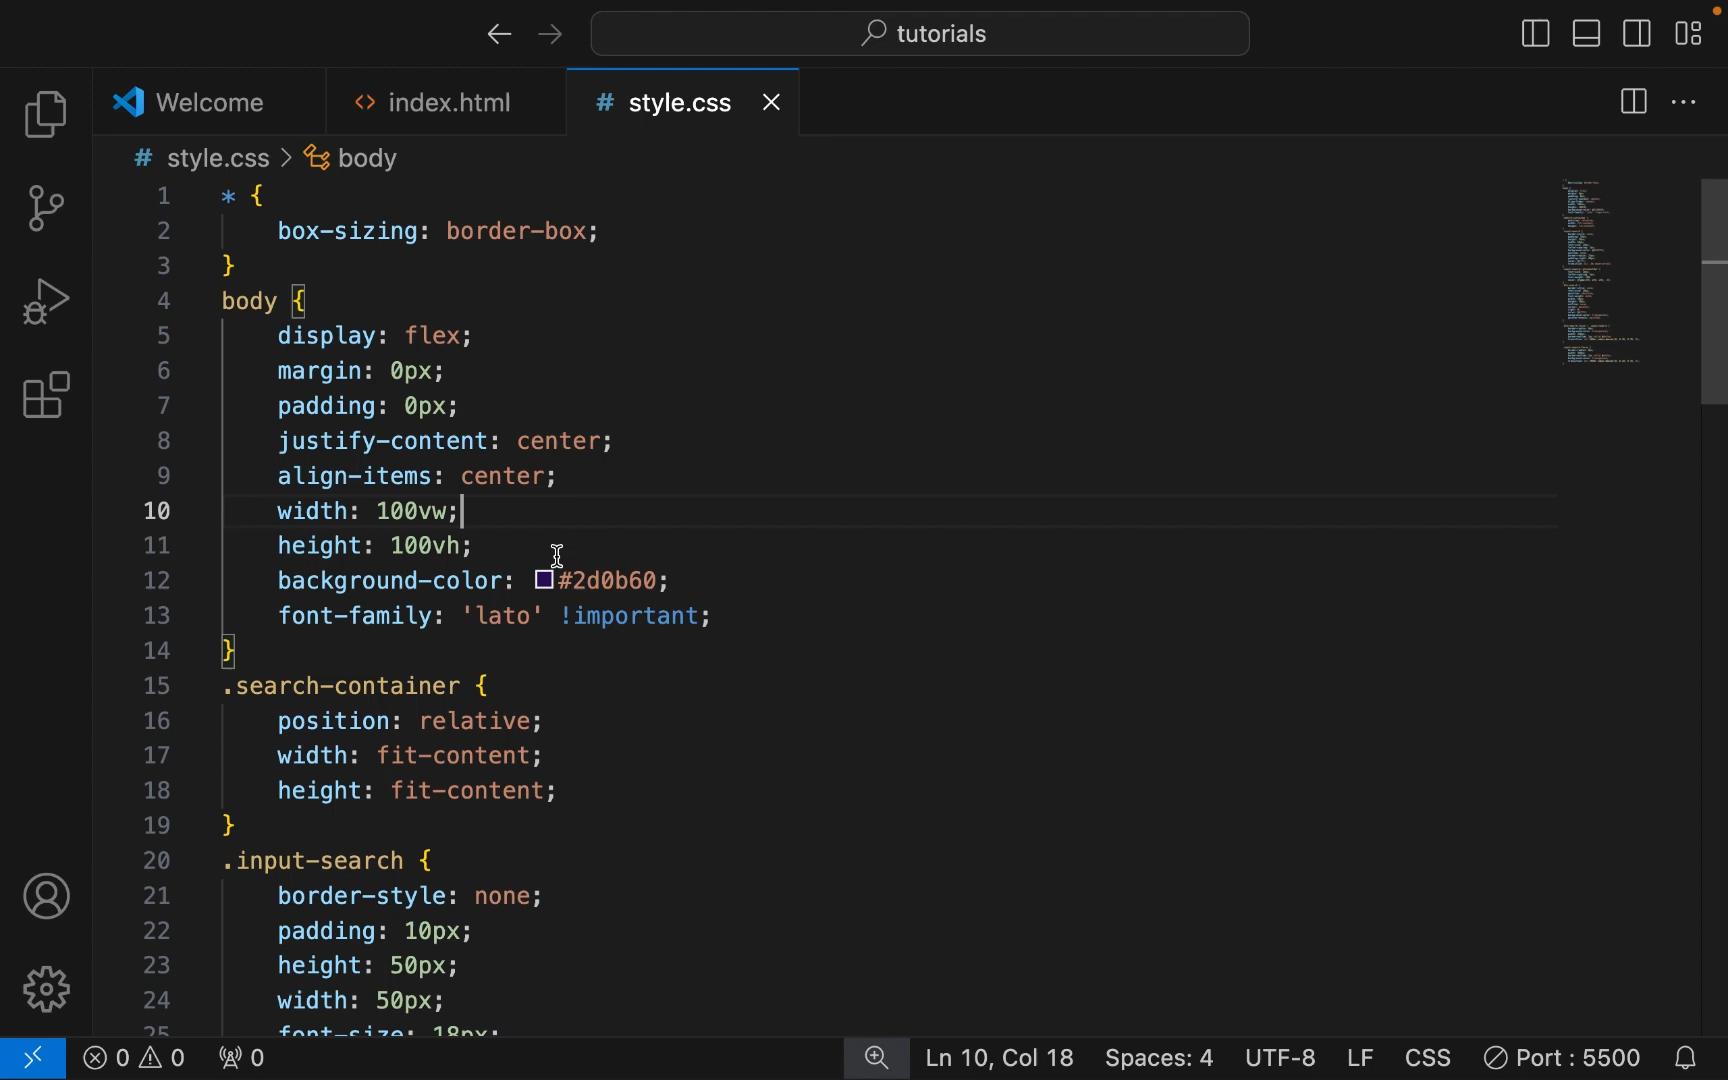 tutorials
Welcome
index.html
# style.css
# style.css > body
1 * {
2 box-sizing: border-box;
3 }
4 body {
5 display: flex;
6 margin: 0px;
7 padding: 0px;
8 justify-content: center;
9 align-items: center;
10 width: 100vw;
11 height: 100vh;
12 background-color: #2d0b60;
13 font-family: 'lato' !important;
14 }
15 .search-container {
16 position: relative;
17 width: fit-content;
18 height: fit-content;
19 }
20 .input-search {
21 border-style: none;
22 padding: 10px;
23 height: 50px;
24 width: 50px;
25 font-size: 18px;
0 0 0 Ln 10, Col 18 Spaces: 4 UTF-8 LF CSS Port : 5500